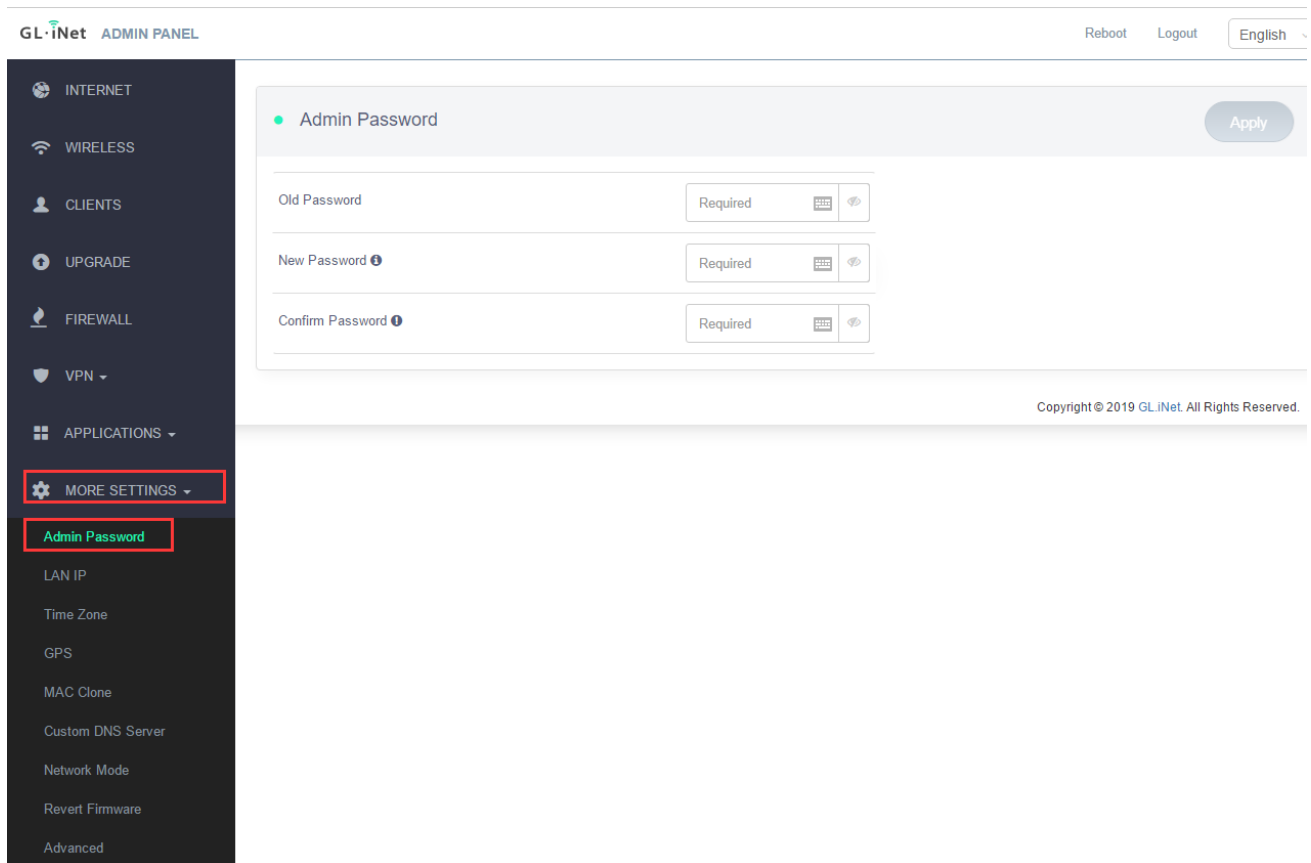 GL·iNet ADMIN PANEL
Reboot Logout English
INTERNET
WIRELESS
CLIENTS
UPGRADE
FIREWALL
VPN
APPLICATIONS
MORE SETTINGS
Admin Password
LAN IP
Time Zone
GPS
MAC Clone
Custom DNS Server
Network Mode
Revert Firmware
Advanced
Admin Password
Apply
Old Password Required
New Password Required
Confirm Password Required
Copyright © 2019 GL.iNet. All Rights Reserved.